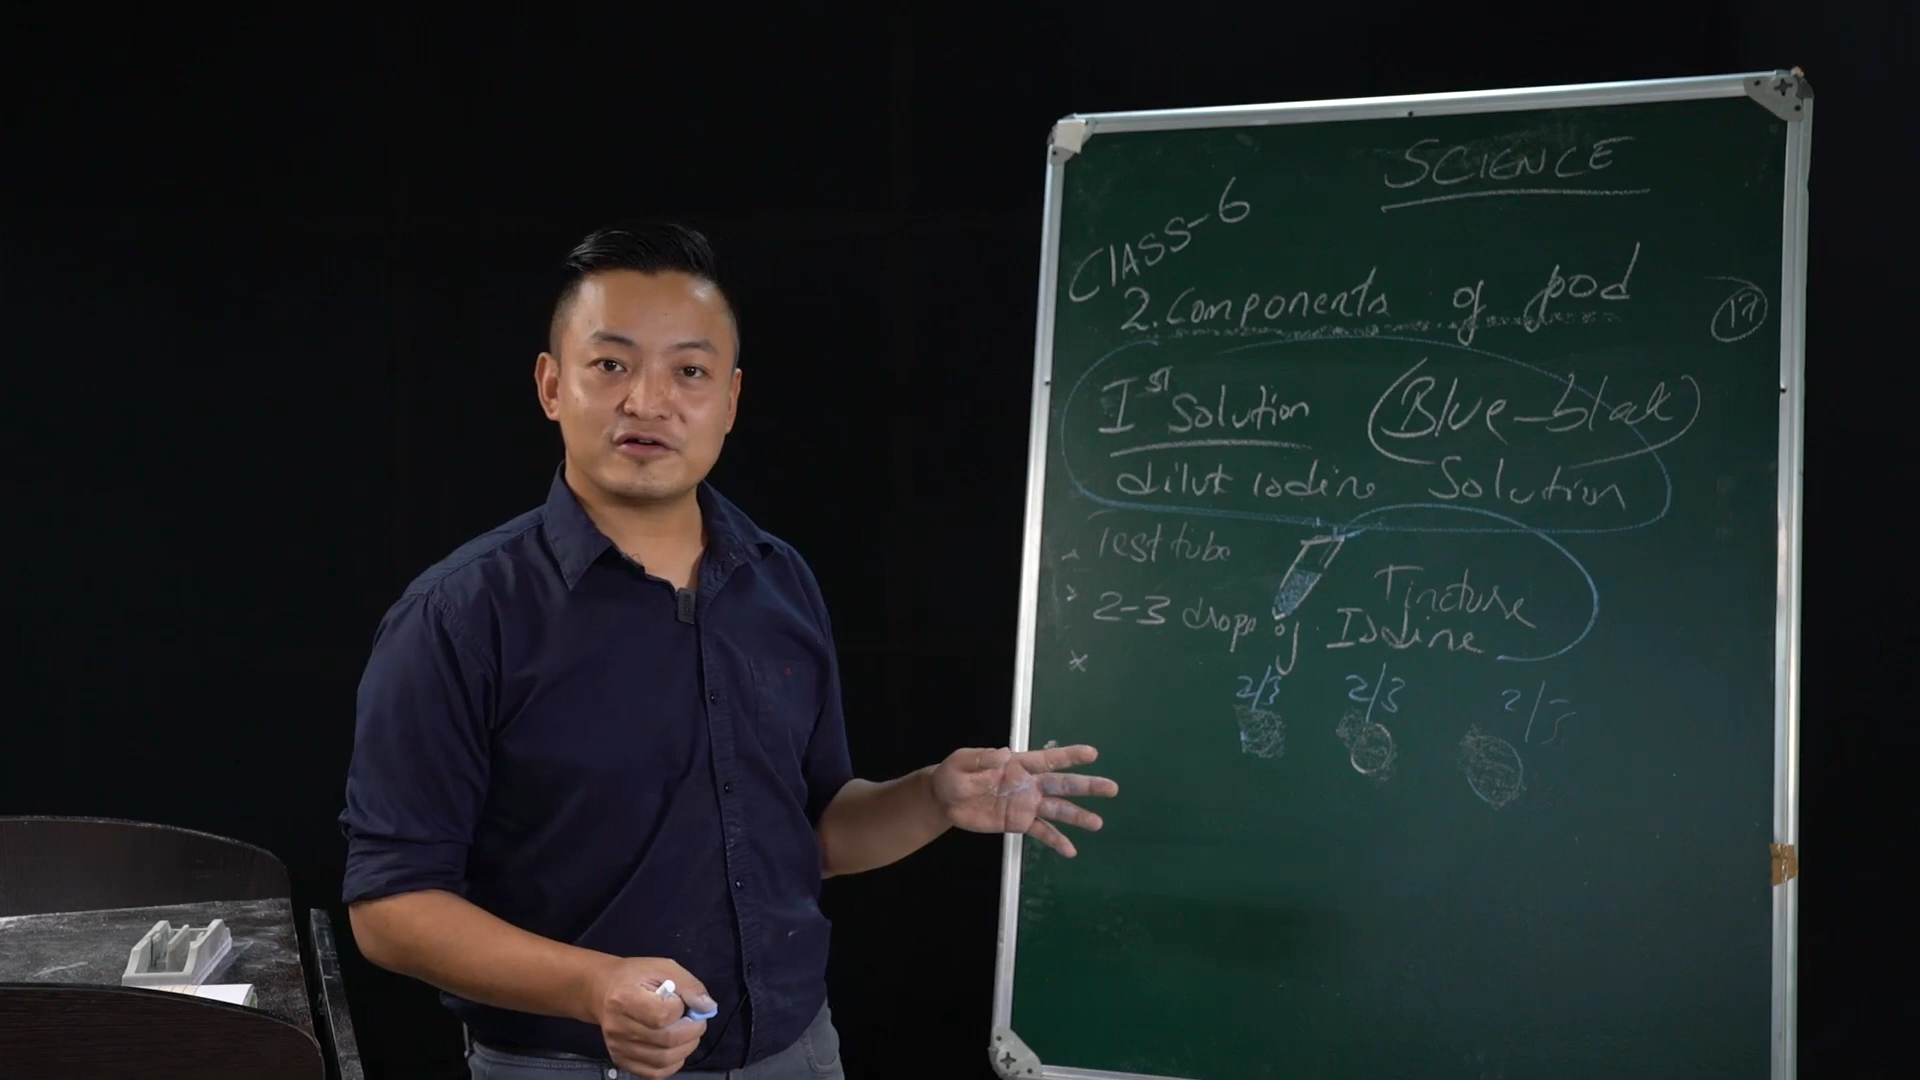 SCIENCE
CLASS-6
2. Components of food
17
Ist Solution (Blue-black)
dilut iodine Solution
Test tube
2-3 drops of Tincture
Iodine
2/3 2/3 2/3